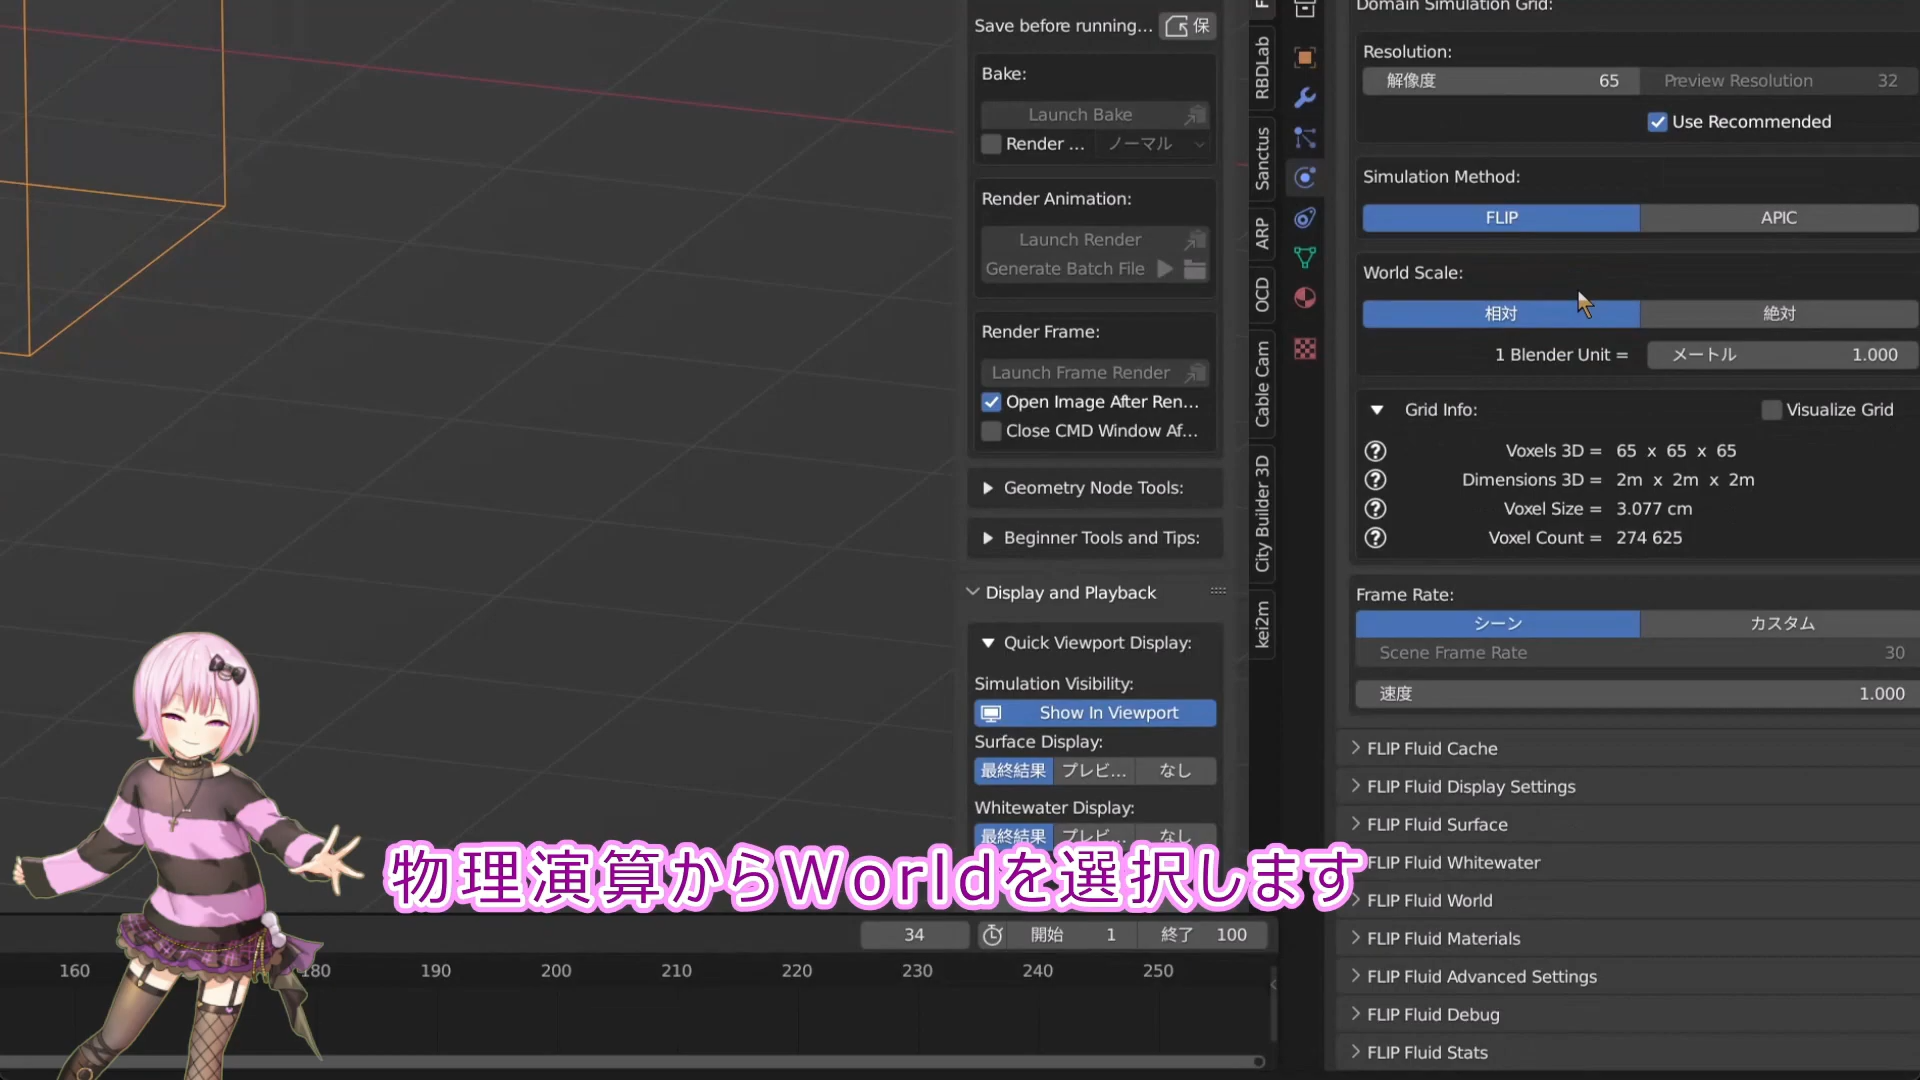 Save before running... 保
Bake:
Launch Bake
Render ... ノーマル
Render Animation:
Launch Render
Generate Batch File
Render Frame:
Launch Frame Render
Open Image After Ren...
Close CMD Window Af...
Geometry Node Tools:
Beginner Tools and Tips:
Display and Playback
Quick Viewport Display:
Simulation Visibility:
Show In Viewport
Surface Display:
最終結果 プレビ... なし
Whitewater Display:
最終結果 プレビ... なし
RBDLab
Sanctus
ARP
OCD
Cable Cam
City Builder 3D
kei2m
Domain Simulation Grid:
Resolution:
解像度 65 Preview Resolution 32
Use Recommended
Simulation Method:
FLIP APIC
World Scale:
相対 絶対
1 Blender Unit = メートル 1.000
Grid Info: Visualize Grid
Voxels 3D = 65 x 65 x 65
Dimensions 3D = 2m x 2m x 2m
Voxel Size = 3.077 cm
Voxel Count = 274 625
Frame Rate:
シーン カスタム
Scene Frame Rate 30
速度 1.000
FLIP Fluid Cache
FLIP Fluid Display Settings
FLIP Fluid Surface
FLIP Fluid Whitewater
FLIP Fluid World
FLIP Fluid Materials
FLIP Fluid Advanced Settings
FLIP Fluid Debug
FLIP Fluid Stats
物理演算からWorldを選択します
34 開始 1 終了 100
160 180 190 200 210 220 230 240 250